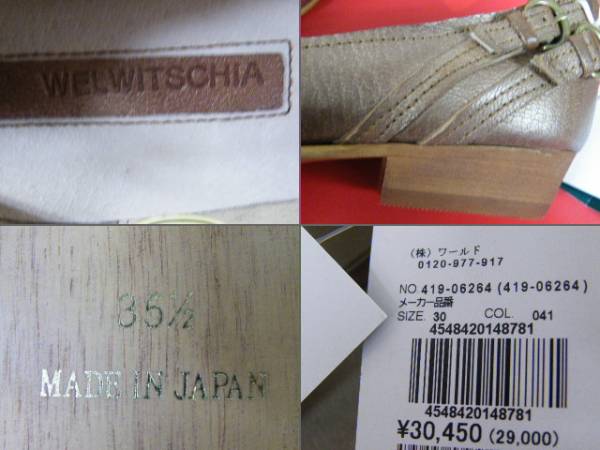 WELWITSCHIA
35½
MADE IN JAPAN
(株)ワールド
0120-977-917
NO. 419-06264 (419-06264)
メーカー品番
SIZE. 30 COL. 041
4548420148781
4548420148781
¥30,450 (29,000)